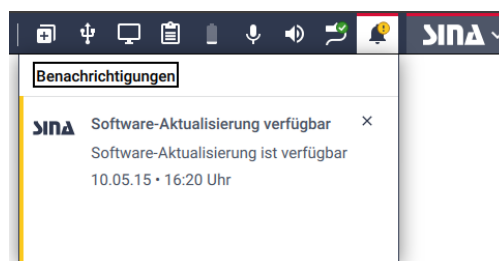 SINA
Benachrichtigungen
SINA
Software-Aktualisierung verfügbar
Software-Aktualisierung ist verfügbar
10.05.15 • 16:20 Uhr